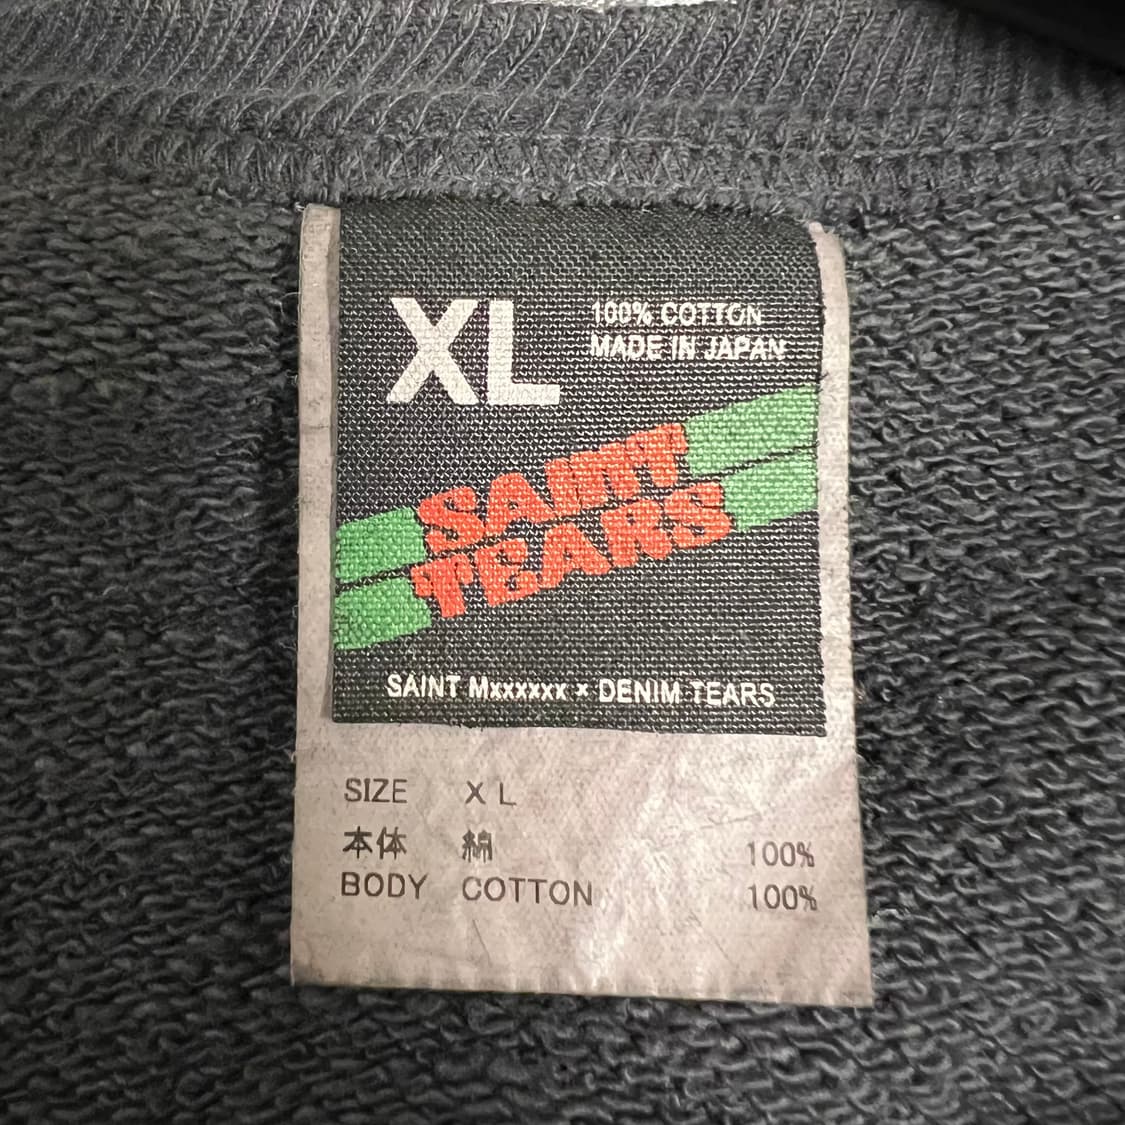 XL
100% COTTON
MADE IN JAPAN
SAINT
TEARS
SAINT Mxxxxxx × DENIM TEARS
SIZE XL
本体 綿 100%
BODY COTTON 100%